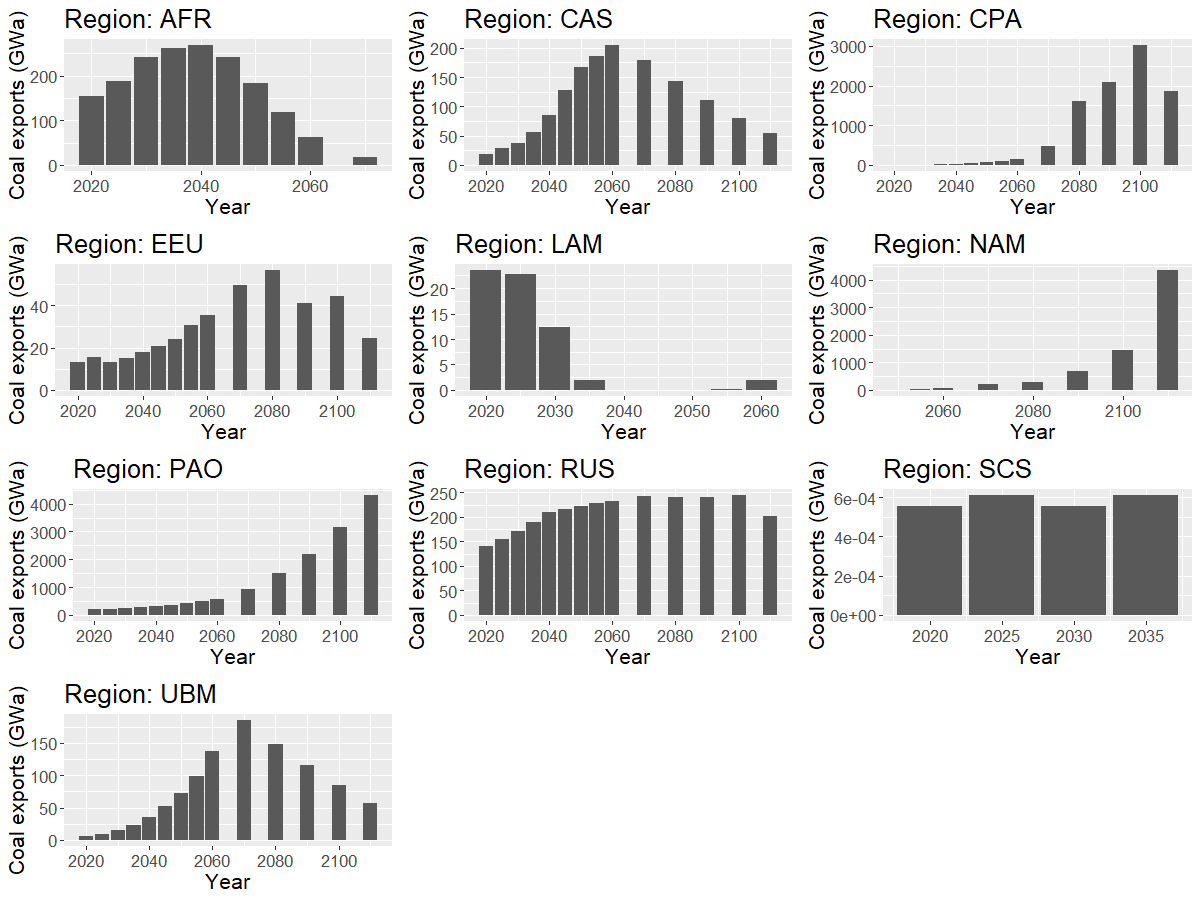 Region: AFR
Coal exports (GWa)
200
100
0
2020 2040 2060
Year
Region: CAS
Coal exports (GWa)
200
150
100
50
0
2020 2040 2060 2080 2100
Year
Region: CPA
Coal exports (GWa)
3000
2000
1000
0
2020 2040 2060 2080 2100
Year
Region: EEU
Coal exports (GWa)
40
20
0
2020 2040 2060 2080 2100
Year
Region: LAM
Coal exports (GWa)
20
15
10
5
0
2020 2030 2040 2050 2060
Year
Region: NAM
Coal exports (GWa)
4000
3000
2000
1000
0
2060 2080 2100
Year
Region: PAO
Coal exports (GWa)
4000
3000
2000
1000
0
2020 2040 2060 2080 2100
Year
Region: RUS
Coal exports (GWa)
250
200
150
100
50
0
2020 2040 2060 2080 2100
Year
Region: SCS
Coal exports (GWa)
6e-04
4e-04
2e-04
0e+00
2020 2025 2030 2035
Year
Region: UBM
Coal exports (GWa)
150
100
50
0
2020 2040 2060 2080 2100
Year